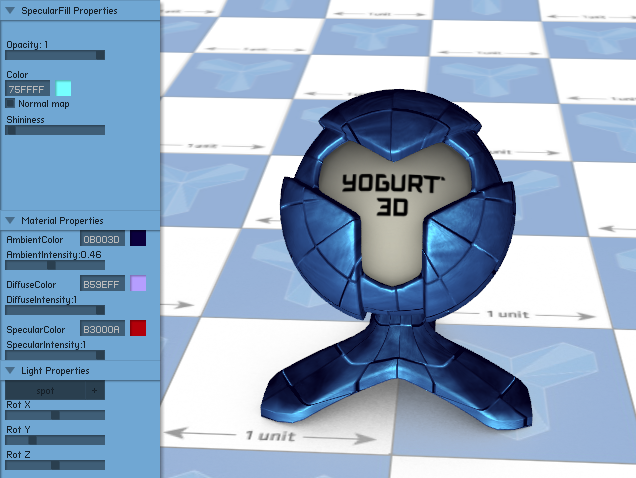 SpecularFill Properties
Opacity: 1
Color
75FFFF
Normal map
Shininess
Material Properties
AmbientColor 0B003D
AmbientIntensity:0.46
DiffuseColor B59EFF
DiffuseIntensity:1
SpecularColor B3000A
SpecularIntensity:1
Light Properties
spot +
Rot X
Rot Y
Rot Z
YOGURT
3D
1 unit
1 unit